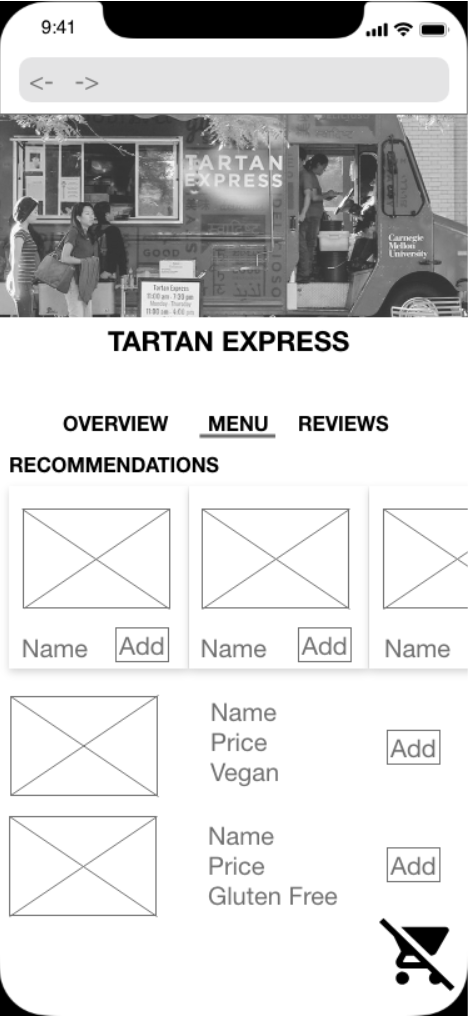 9:41
<- ->
TARTAN
EXPRESS
GOOD
Carnegie
Mellon
University
Tartan Express
11:00 am - 7:30 pm
Monday - Thursday
11:00 am - 4:00 pm
TARTAN EXPRESS
OVERVIEW MENU REVIEWS
RECOMMENDATIONS
Name Add Name Add Name
Name
Price
Vegan
Add
Name
Price
Gluten Free
Add